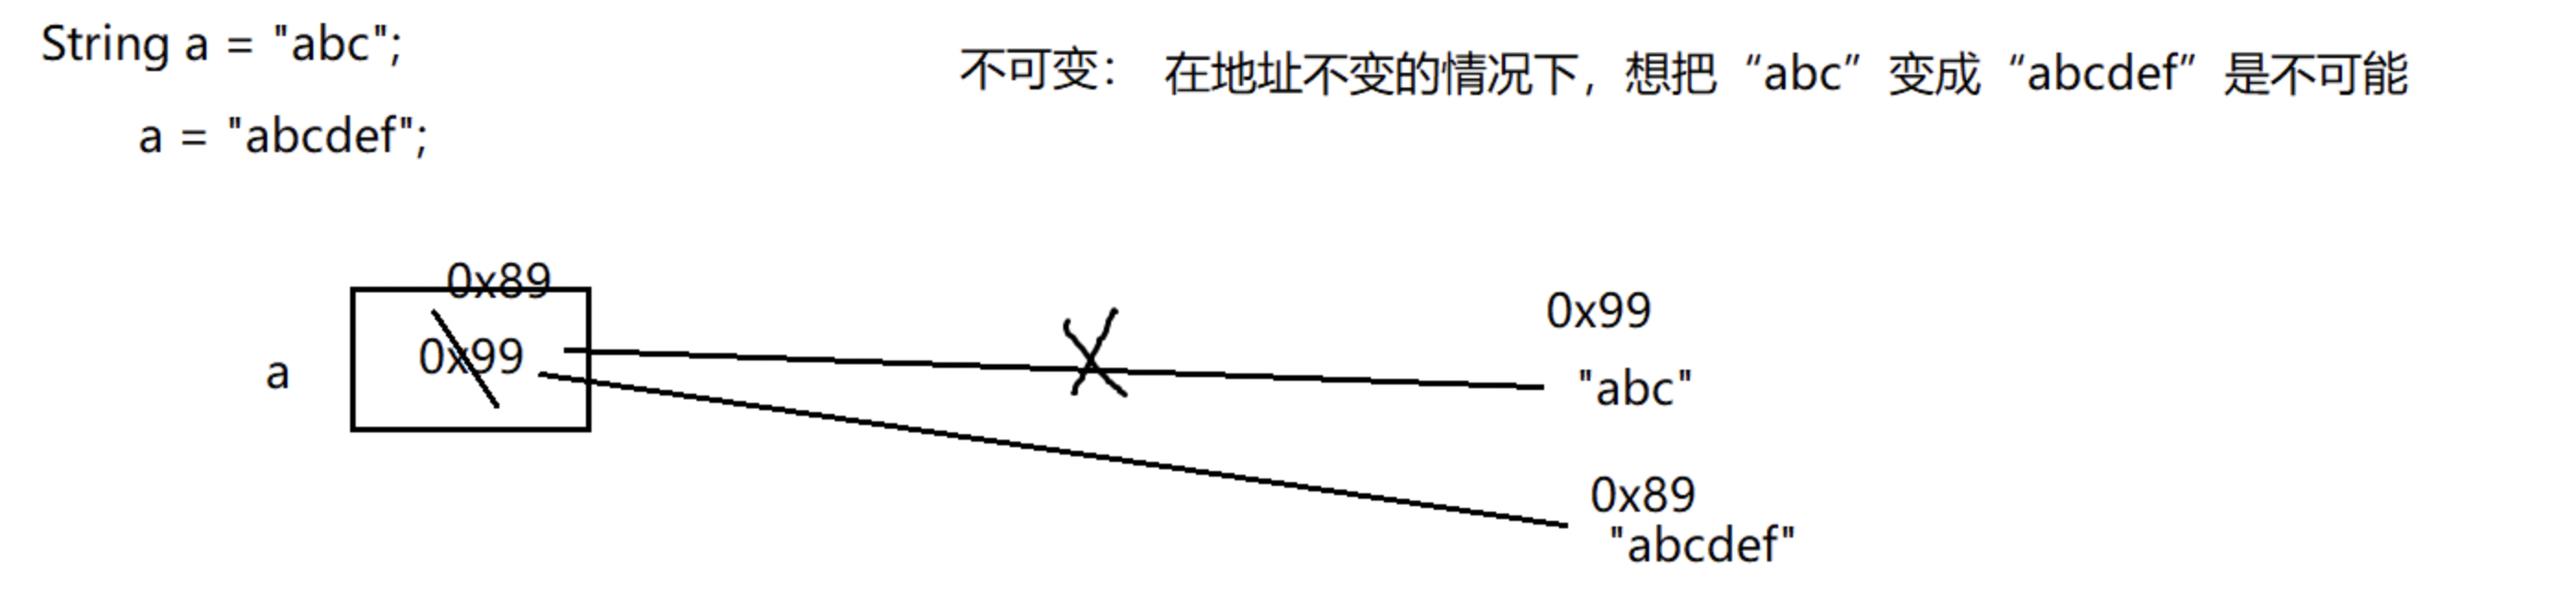 String a = "abc";
不可变： 在地址不变的情况下，想把“abc”变成“abcdef”是不可能
a = "abcdef";
0x89
0x99
a
0x99
"abc"
0x89
"abcdef"